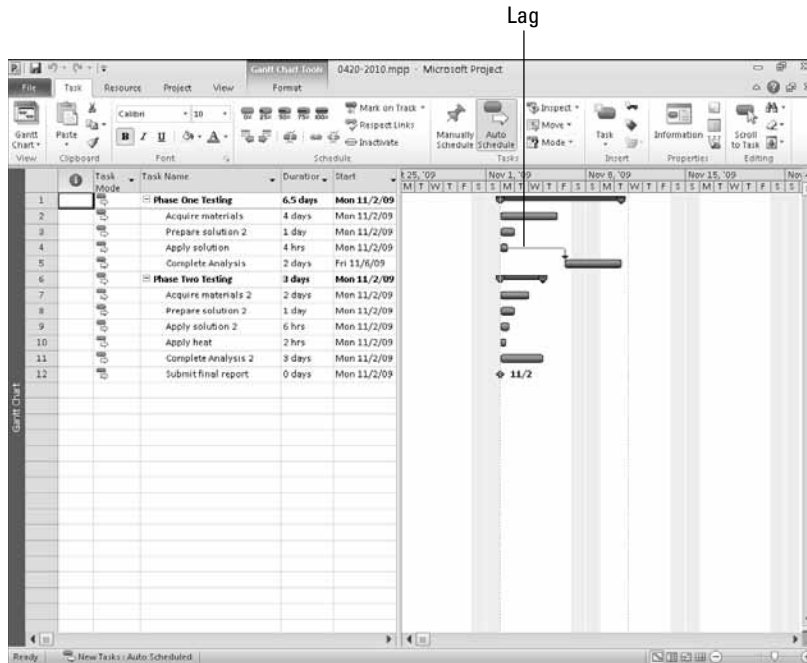 Lag
Gantt Chart Tools 0420-2010.mpp - Microsoft Project
File Task Resource Project View Format
Gantt Chart
Paste
Calibri 10
B I U A
0% 25% 50% 75% 100%
Mark on Track
Respect Links
Inactivate
Manually Schedule
Auto Schedule
Inspect
Move
Mode
Task
Information
Scroll to Task
View Clipboard Font Schedule Tasks Insert Properties Editing
Task Mode Task Name Duration Start
t 25, '09 Nov 1, '09 Nov 8, '09 Nov 15, '09 Nov
M T W T F S S M T W T F S S M T W T F S S M T W T F S S M T
1 Phase One Testing 6.5 days Mon 11/2/09
2 Acquire materials 4 days Mon 11/2/09
3 Prepare solution 2 1 day Mon 11/2/09
4 Apply solution 4 hrs Mon 11/2/09
5 Complete Analysis 2 days Fri 11/6/09
6 Phase Two Testing 3 days Mon 11/2/09
7 Acquire materials 2 2 days Mon 11/2/09
8 Prepare solution 2 1 day Mon 11/2/09
9 Apply solution 2 6 hrs Mon 11/2/09
10 Apply heat 2 hrs Mon 11/2/09
11 Complete Analysis 2 3 days Mon 11/2/09
12 Submit final report 0 days Mon 11/2/09
11/2
Gantt Chart
Ready New Tasks : Auto Scheduled